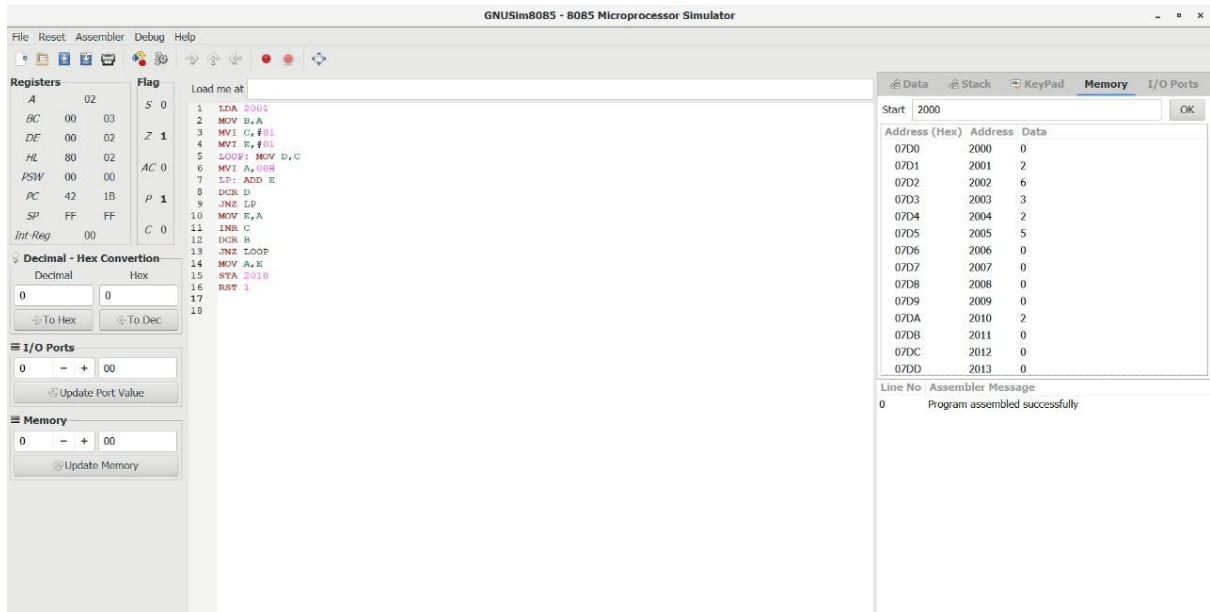 GNUSim8085 - 8085 Microprocessor Simulator
File Reset Assembler Debug Help
Registers
A 02
BC 00 03
DE 00 02
HL 80 02
PSW 00 00
PC 42 1B
SP FF FF
Int-Reg 00
Flag
S 0
Z 1
AC 0
P 1
C 0
Decimal - Hex Convertion
Decimal Hex
0 0
To Hex To Dec
I/O Ports
0 - + 00
Update Port Value
Memory
0 - + 00
Update Memory
Load me at
1 LDA 2001
2 MOV B,A
3 MVI C,#01
4 MVI E,#01
5 LOOP: MOV D,C
6 MVI A,00H
7 LP: ADD E
8 DCR D
9 JNZ LP
10 MOV E,A
11 INR C
12 DCR B
13 JNZ LOOP
14 MOV A,E
15 STA 2010
16 RST 1
17
18
Data Stack KeyPad Memory I/O Ports
Start 2000 OK
Address (Hex) Address Data
07D0 2000 0
07D1 2001 2
07D2 2002 6
07D3 2003 3
07D4 2004 2
07D5 2005 5
07D6 2006 0
07D7 2007 0
07D8 2008 0
07D9 2009 0
07DA 2010 2
07DB 2011 0
07DC 2012 0
07DD 2013 0
Line No Assembler Message
0 Program assembled successfully